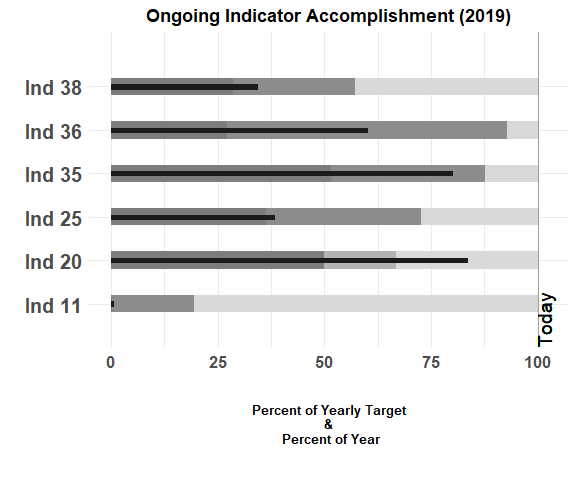 Ongoing Indicator Accomplishment (2019)
Ind 38
Ind 36
Ind 35
Ind 25
Ind 20
Ind 11
Today
0 25 50 75 100
Percent of Yearly Target
&
Percent of Year